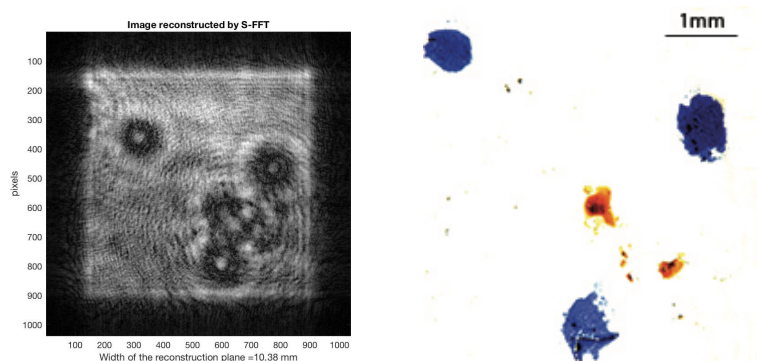 Image reconstructed by S-FFT
pixels
100
200
300
400
500
600
700
800
900
1000
100 200 300 400 500 600 700 800 900 1000
Width of the reconstruction plane =10.38 mm
1mm